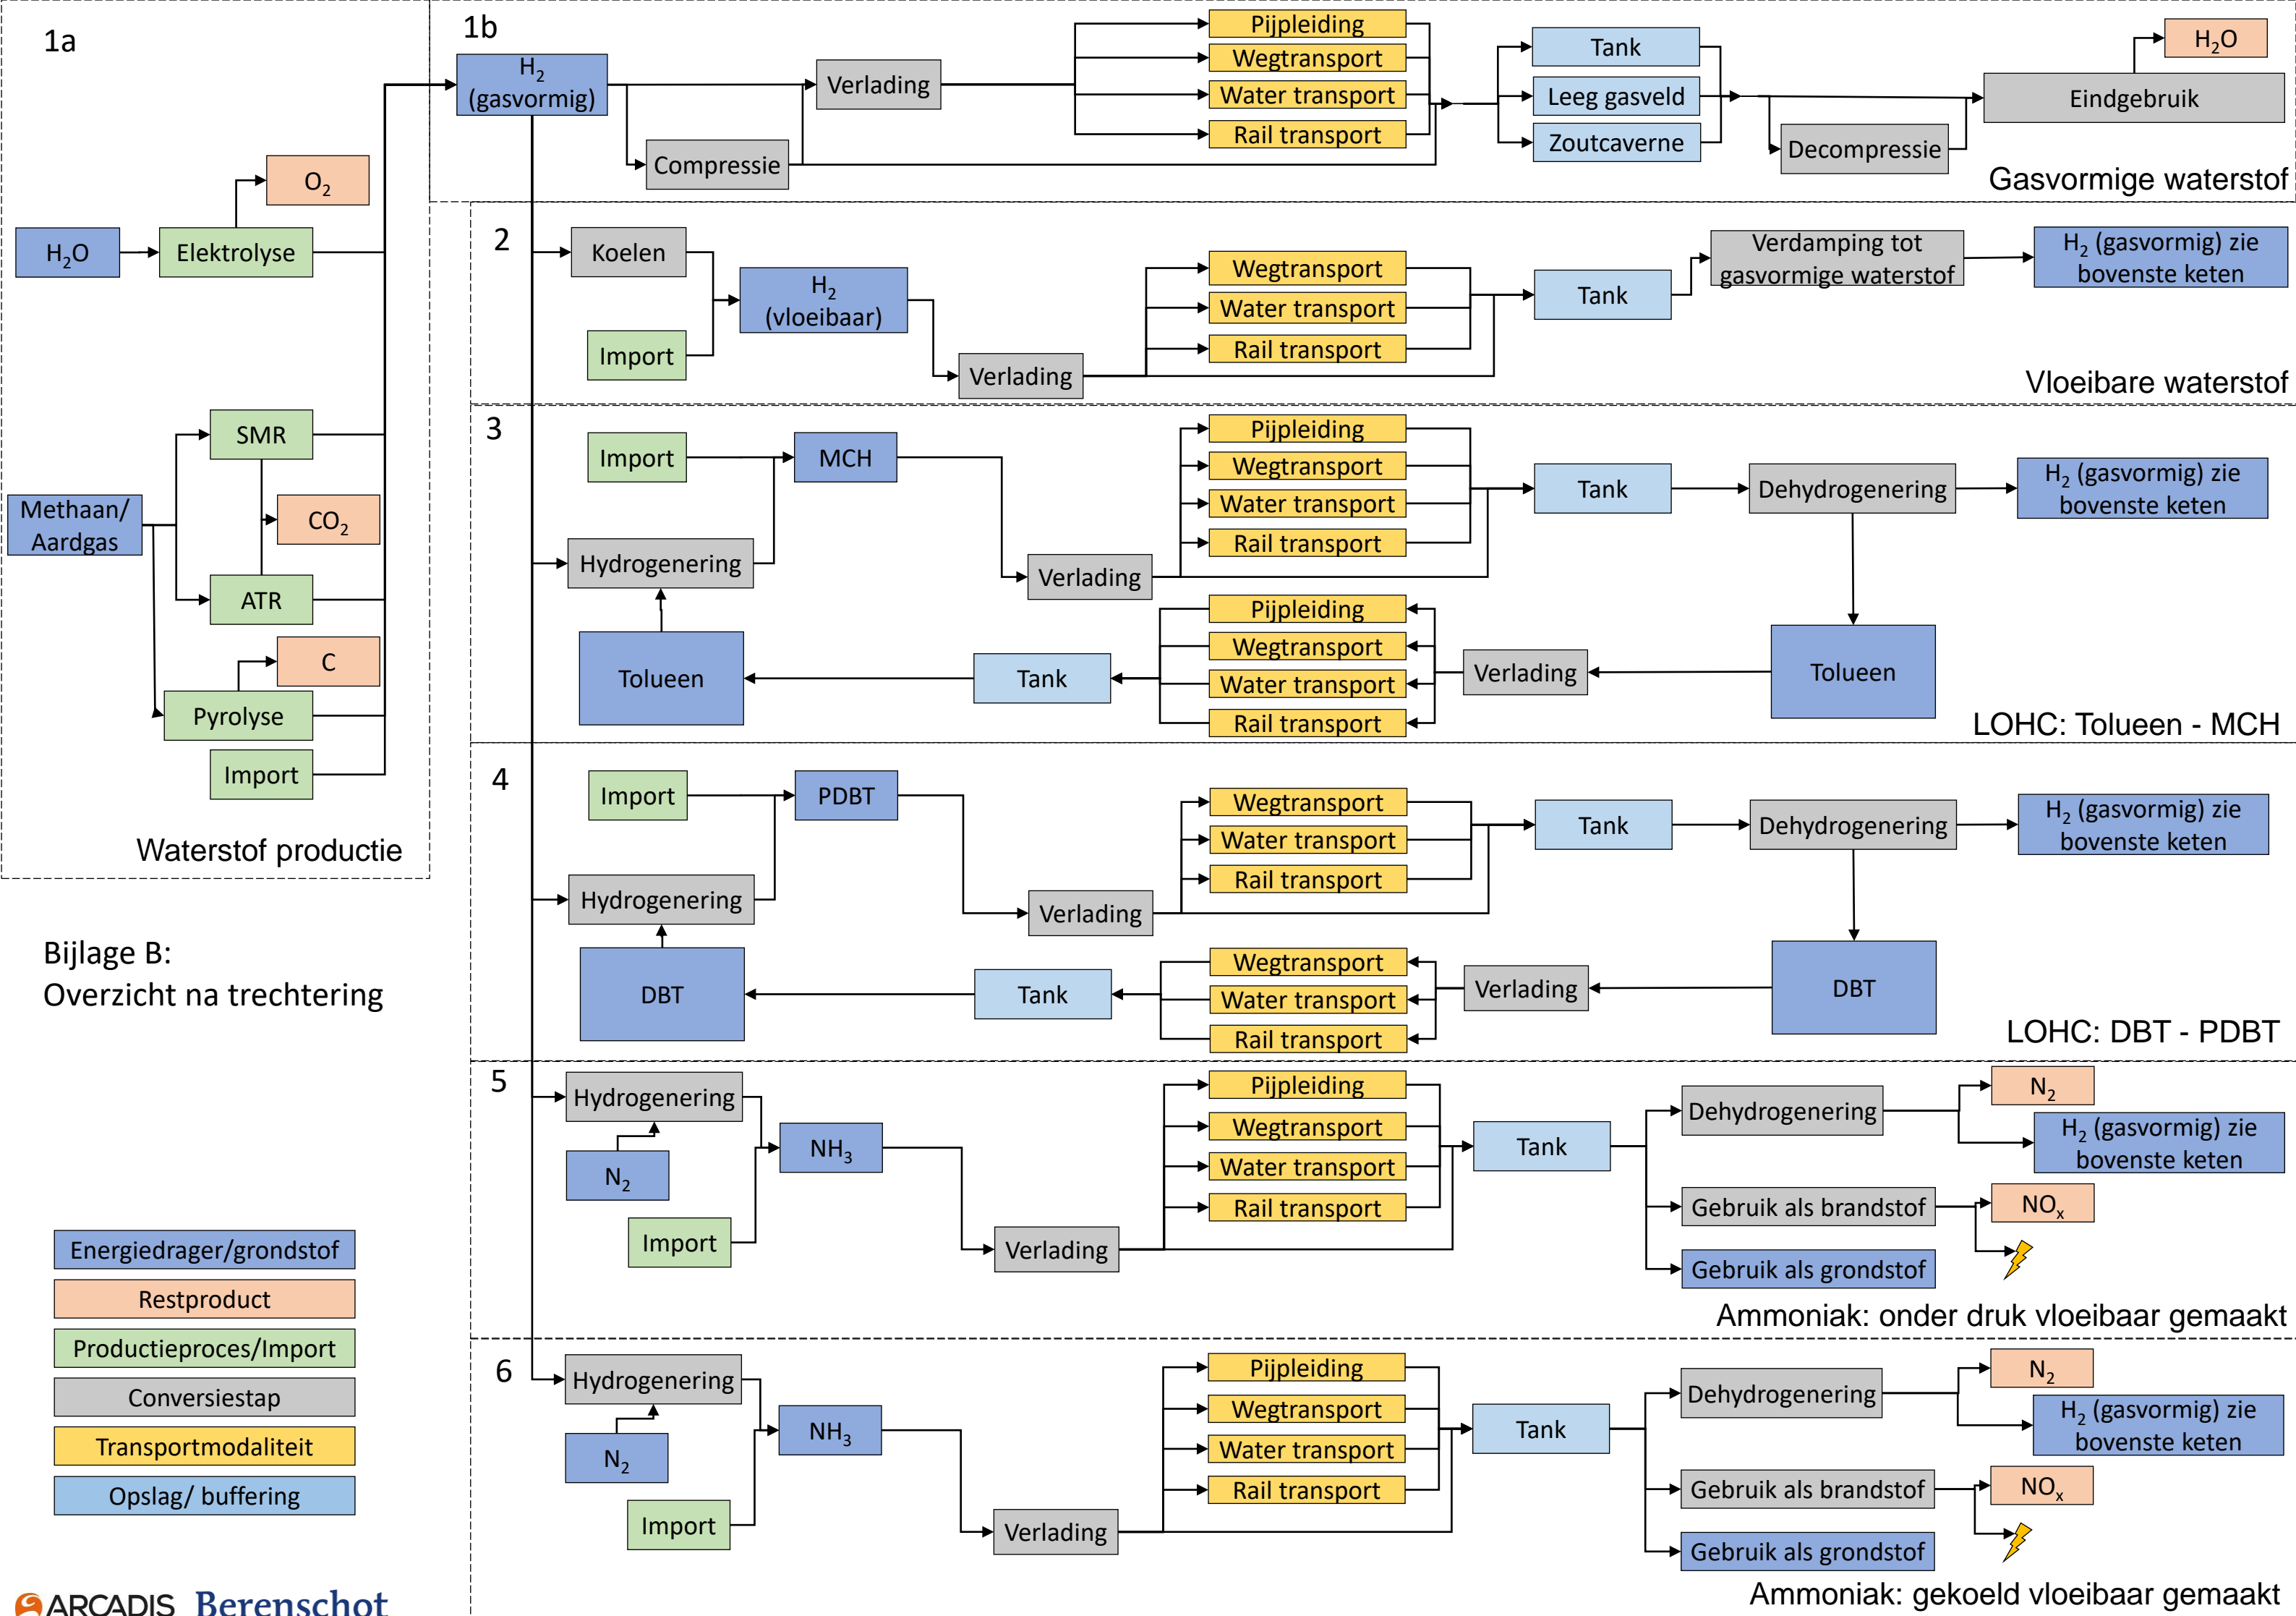 1a
H₂O
Elektrolyse
O₂
Methaan/
Aardgas
SMR
CO₂
ATR
C
Pyrolyse
Import
Waterstof productie
1b
H₂
(gasvormig)
Compressie
Verlading
Pijpleiding
Wegtransport
Water transport
Rail transport
Tank
Leeg gasveld
Zoutcaverne
Decompressie
Eindgebruik
H₂O
Gasvormige waterstof
2
Koelen
Import
H₂
(vloeibaar)
Verlading
Wegtransport
Water transport
Rail transport
Tank
Verdamping tot
gasvormige waterstof
H₂ (gasvormig) zie
bovenste keten
Vloeibare waterstof
3
Import
MCH
Hydrogenering
Verlading
Pijpleiding
Wegtransport
Water transport
Rail transport
Tank
Dehydrogenering
H₂ (gasvormig) zie
bovenste keten
Tolueen
Tank
Pijpleiding
Wegtransport
Water transport
Rail transport
Verlading
Tolueen
LOHC: Tolueen - MCH
4
Import
PDBT
Hydrogenering
Verlading
Wegtransport
Water transport
Rail transport
Tank
Dehydrogenering
H₂ (gasvormig) zie
bovenste keten
DBT
Tank
Wegtransport
Water transport
Rail transport
Verlading
DBT
LOHC: DBT - PDBT
5
Hydrogenering
N₂
Import
NH₃
Verlading
Pijpleiding
Wegtransport
Water transport
Rail transport
Tank
Dehydrogenering
N₂
H₂ (gasvormig) zie
bovenste keten
Gebruik als brandstof
NOₓ
Gebruik als grondstof
Ammoniak: onder druk vloeibaar gemaakt
6
Hydrogenering
N₂
Import
NH₃
Verlading
Pijpleiding
Wegtransport
Water transport
Rail transport
Tank
Dehydrogenering
N₂
H₂ (gasvormig) zie
bovenste keten
Gebruik als brandstof
NOₓ
Gebruik als grondstof
Ammoniak: gekoeld vloeibaar gemaakt
Bijlage B:
Overzicht na trechtering
Energiedrager/grondstof
Restproduct
Productieproces/Import
Conversiestap
Transportmodaliteit
Opslag/ buffering
ARCADIS Berenschot